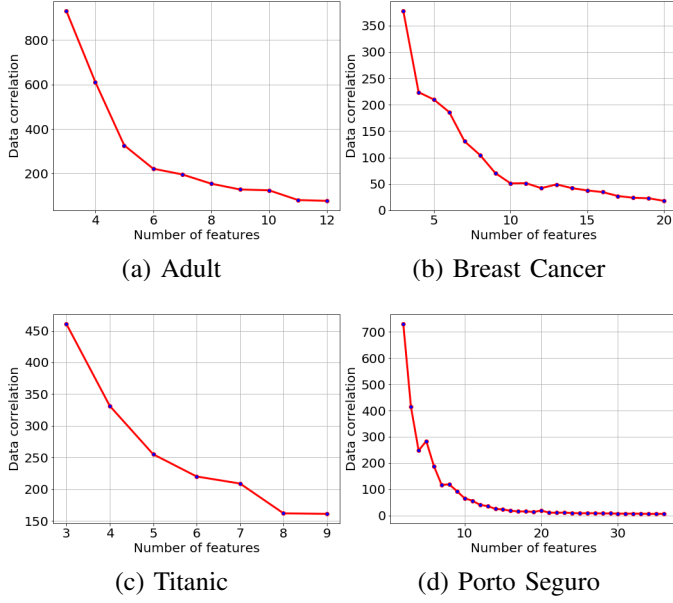 800
600
400
200
Data correlation
4 6 8 10 12
Number of features
(a) Adult
350
300
250
200
150
100
50
0
Data correlation
5 10 15 20
Number of features
(b) Breast Cancer
450
400
350
300
250
200
150
Data correlation
3 4 5 6 7 8 9
Number of features
(c) Titanic
700
600
500
400
300
200
100
0
Data correlation
10 20 30
Number of features
(d) Porto Seguro